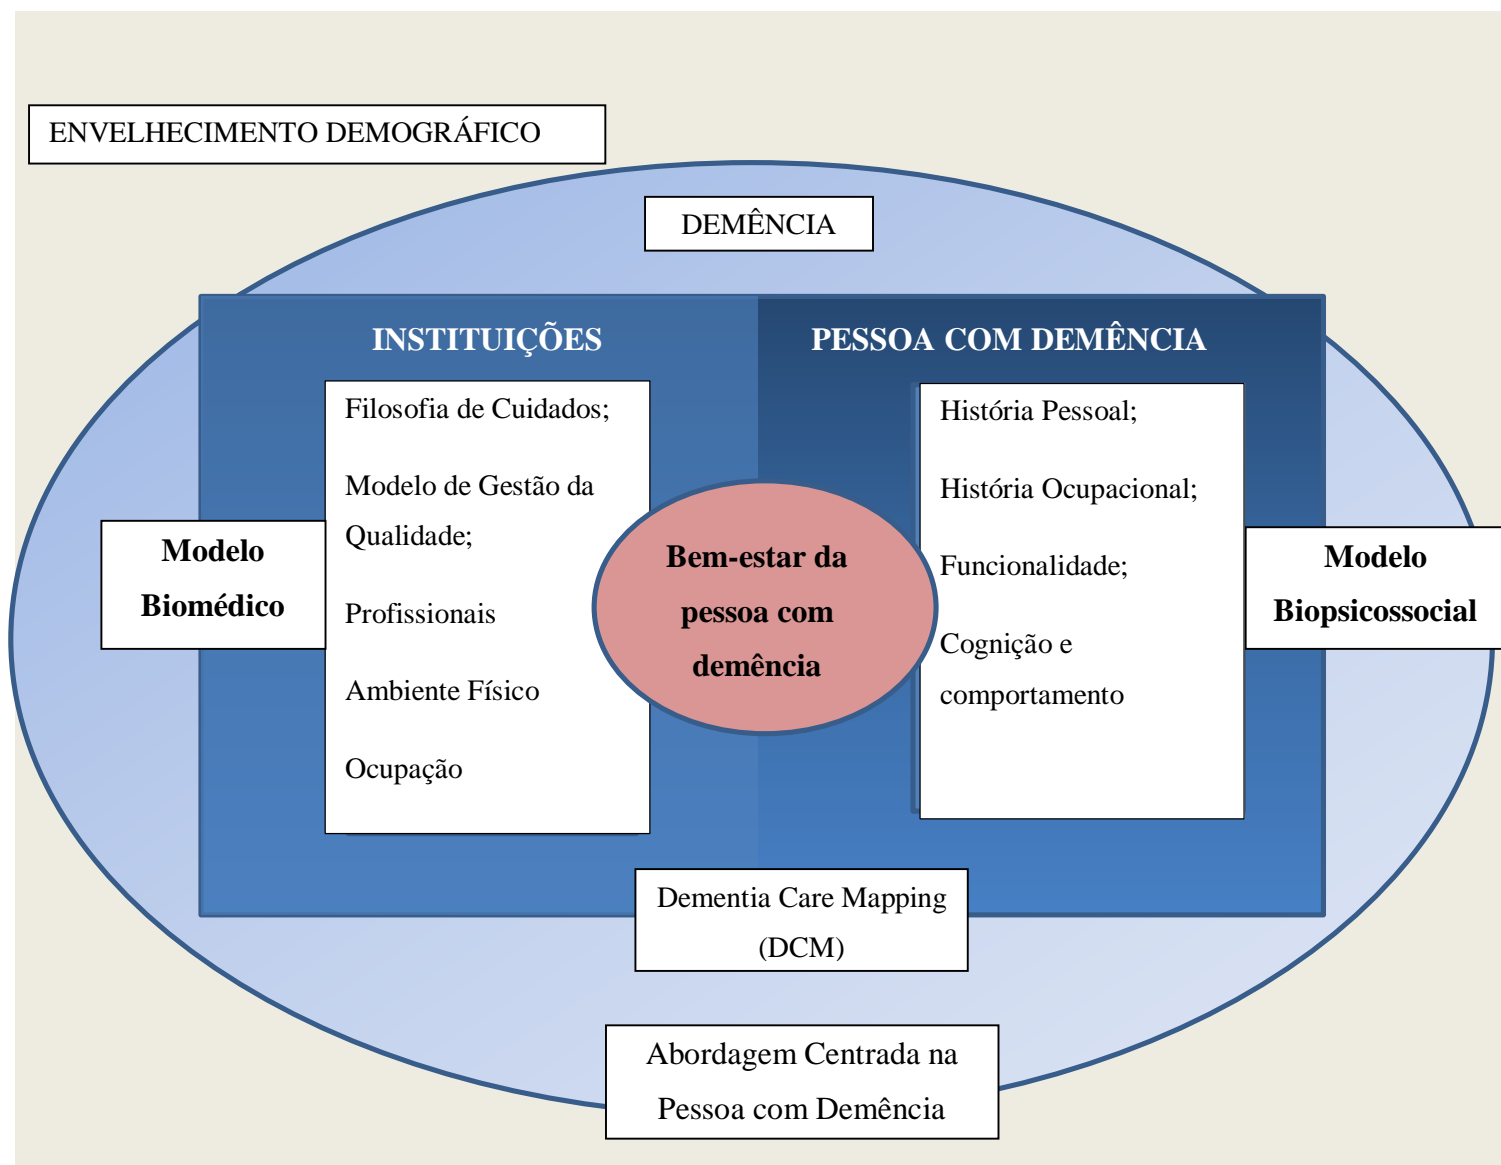 ENVELHECIMENTO DEMOGRÁFICO
DEMÊNCIA
INSTITUIÇÕES
Filosofia de Cuidados;
Modelo de Gestão da
Qualidade;
Profissionais
Ambiente Físico
Ocupação
PESSOA COM DEMÊNCIA
História Pessoal;
História Ocupacional;
Funcionalidade;
Cognição e
comportamento
Modelo
Biomédico
Bem-estar da
pessoa com
demência
Modelo
Biopsicossocial
Dementia Care Mapping
(DCM)
Abordagem Centrada na
Pessoa com Demência